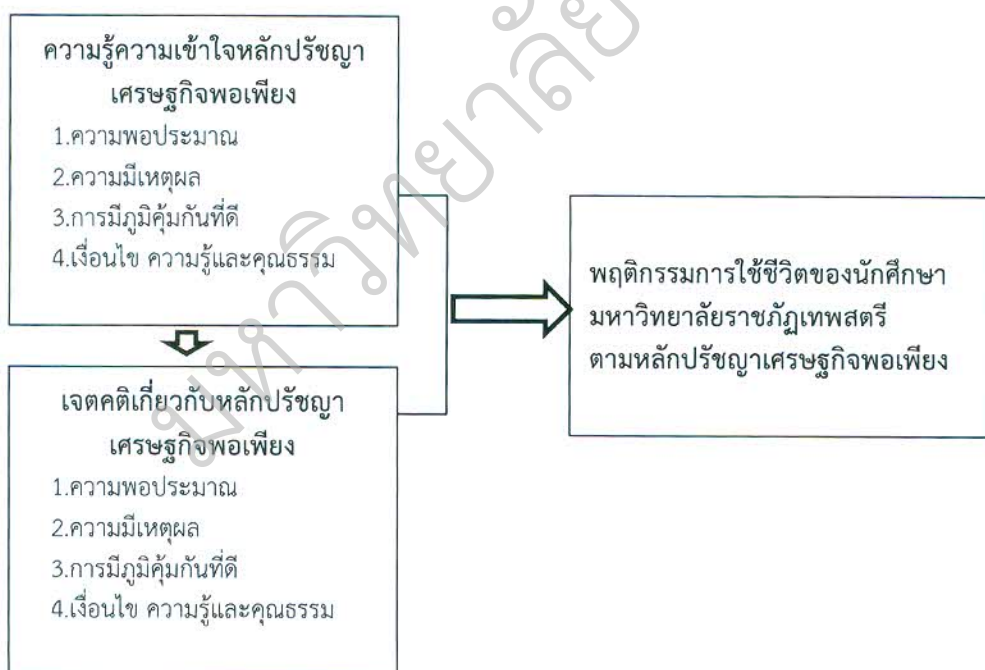 ความรู้ความเข้าใจหลักปรัชญา
เศรษฐกิจพอเพียง
1.ความพอประมาณ
2.ความมีเหตุผล
3.การมีภูมิคุ้มกันที่ดี
4.เงื่อนไข ความรู้และคุณธรรม
เจตคติเกี่ยวกับหลักปรัชญา
เศรษฐกิจพอเพียง
1.ความพอประมาณ
2.ความมีเหตุผล
3.การมีภูมิคุ้มกันที่ดี
4.เงื่อนไข ความรู้และคุณธรรม
พฤติกรรมการใช้ชีวิตของนักศึกษา
มหาวิทยาลัยราชภัฏเทพสตรี
ตามหลักปรัชญาเศรษฐกิจพอเพียง
มหาวิทยาลัย